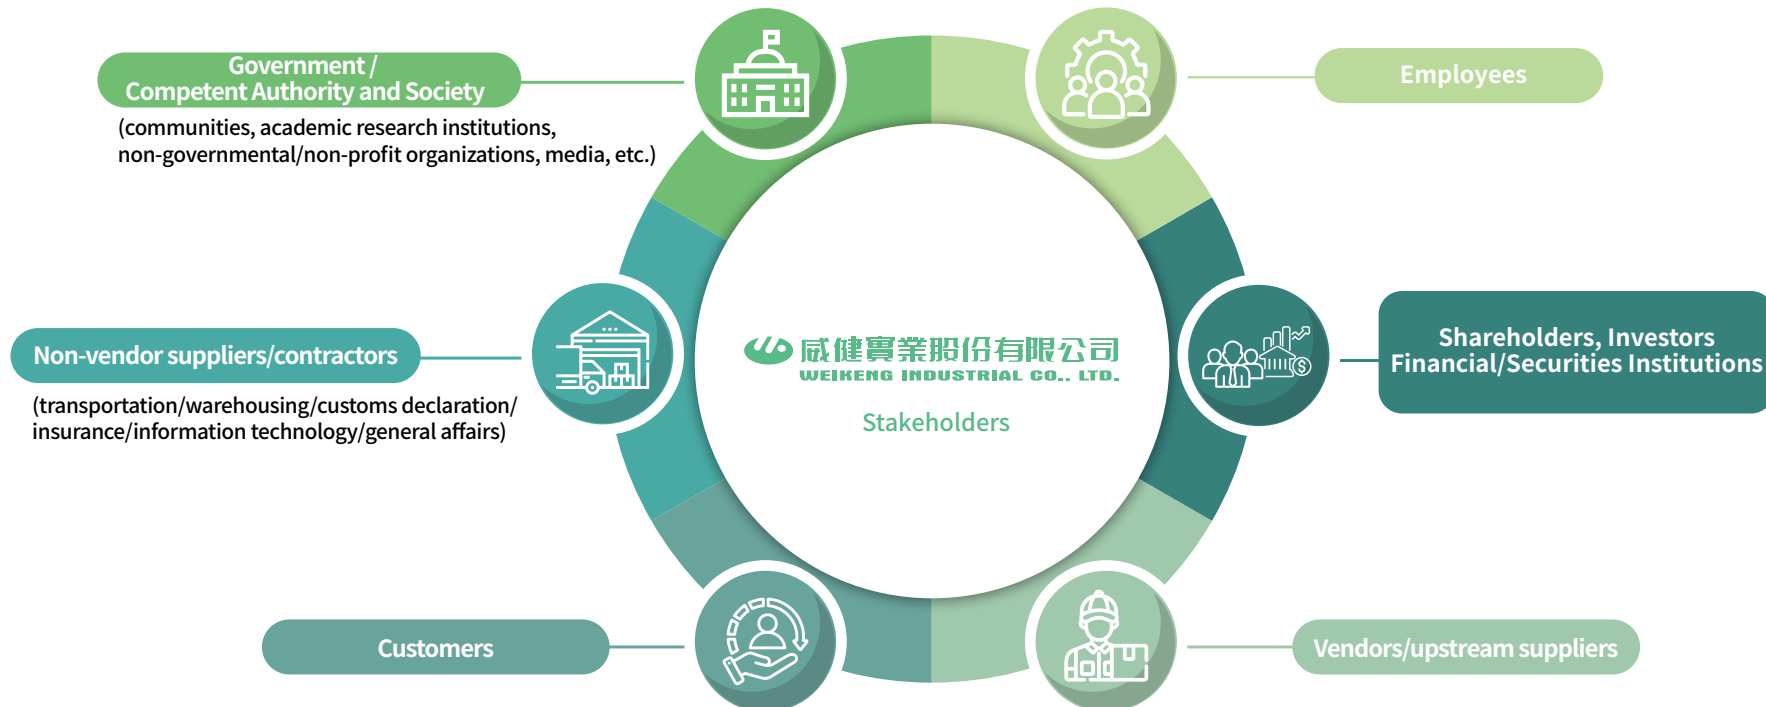 Government /
Competent Authority and Society
(communities, academic research institutions,
non-governmental/non-profit organizations, media, etc.)
Employees
Non-vendor suppliers/contractors
(transportation/warehousing/customs declaration/
insurance/information technology/general affairs)
威健實業股份有限公司
WEIKENG INDUSTRIAL CO., LTD.
Stakeholders
Shareholders, Investors
Financial/Securities Institutions
$
Customers
Vendors/upstream suppliers